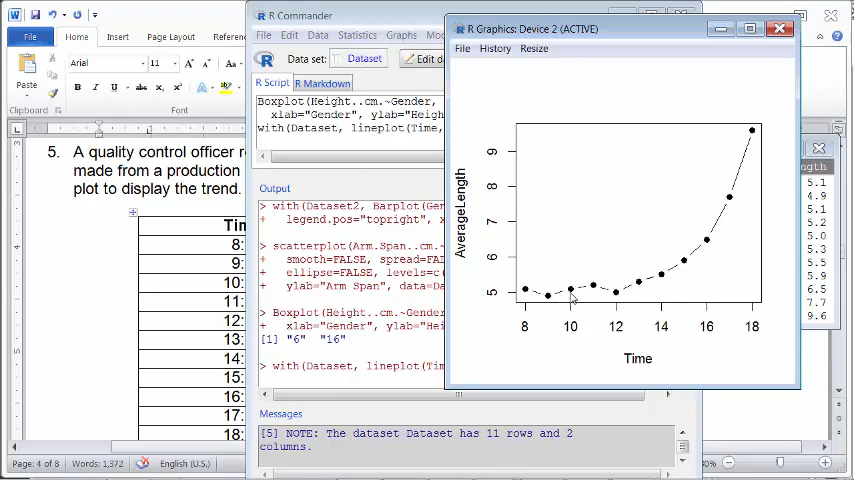 File
Home
Insert
Page Layout
Reference
Paste
Clipboard
Arial
11
B I U
abc
Font
5. A quality control officer r
made from a production
plot to display the trend.
Tim
8:
9:
10:
11:
12:
13:
14:
15:
16:
17:
18:
Page: 4 of 8
Words: 1,372
English (U.S.)
R Commander
File Edit Data Statistics Graphs Mo
Data set: Dataset Edit da
R Script R Markdown
Boxplot(Height..cm.~Gender,
xlab="Gender", ylab="Heig
with(Dataset, lineplot(Time,
Output
> with(Dataset2, Barplot(Gen
+ legend.pos="topright", x
> scatterplot(Arm.Span..cm.~
+ smooth=FALSE, spread=FAL
+ ellipse=FALSE, levels=c(
+ ylab="Arm Span", data=Da
> Boxplot(Height..cm.~Gender
+ xlab="Gender", ylab="Hei
[1] "6" "16"
> with(Dataset, lineplot(Tim
Messages
[5] NOTE: The dataset Dataset has 11 rows and 2
columns.
R Graphics: Device 2 (ACTIVE)
File History Resize
AverageLength
9
8
7
6
5
8 10 12 14 16 18
Time
ngth
5.1
4.9
5.1
5.2
5.0
5.3
5.5
5.9
6.5
7.7
9.6